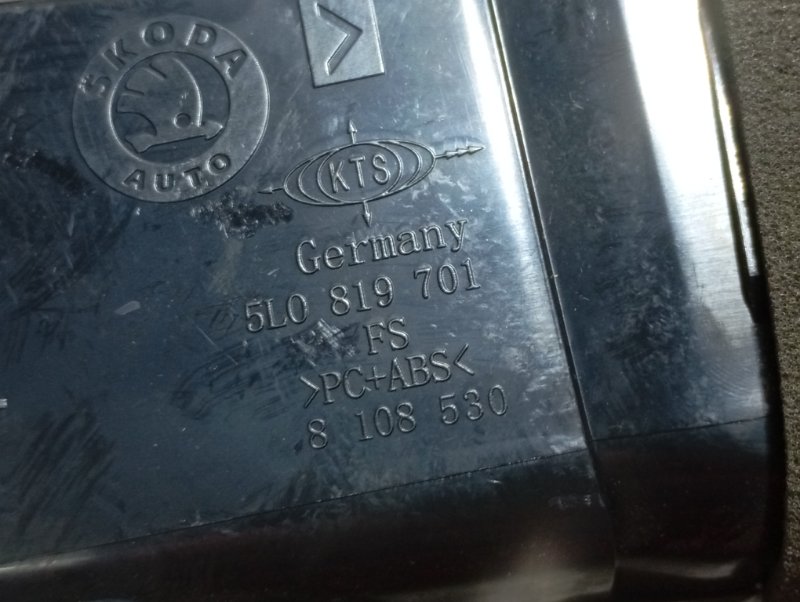 ŠKODA
AUTO
KTS
Germany
5L0 819 701
FS
>PC+ABS<
8 108 530